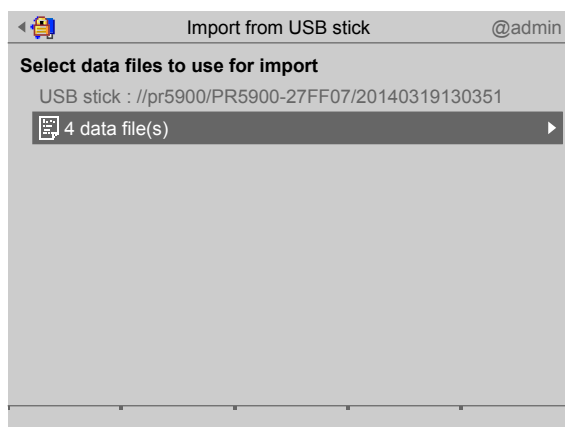 Import from USB stick @admin
Select data files to use for import
USB stick : //pr5900/PR5900-27FF07/20140319130351
4 data file(s)